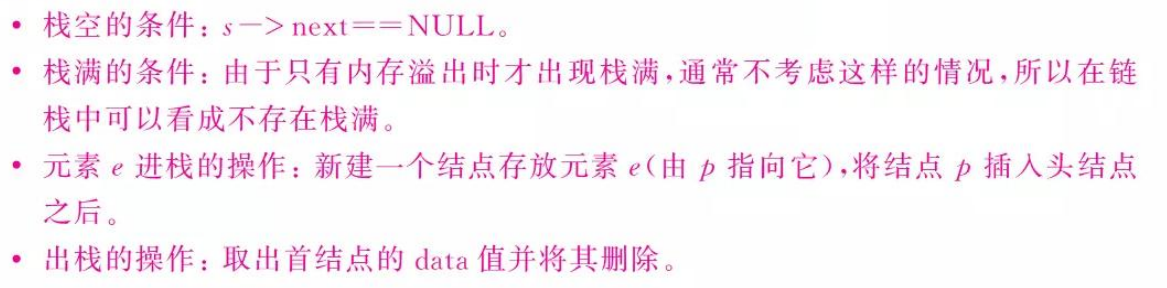 • 栈空的条件：s—>next==NULL。
• 栈满的条件：由于只有内存溢出时才出现栈满,通常不考虑这样的情况,所以在链
栈中可以看成不存在栈满。
• 元素 e 进栈的操作：新建一个结点存放元素 e(由 p 指向它),将结点 p 插入头结点
之后。
• 出栈的操作：取出首结点的 data 值并将其删除。